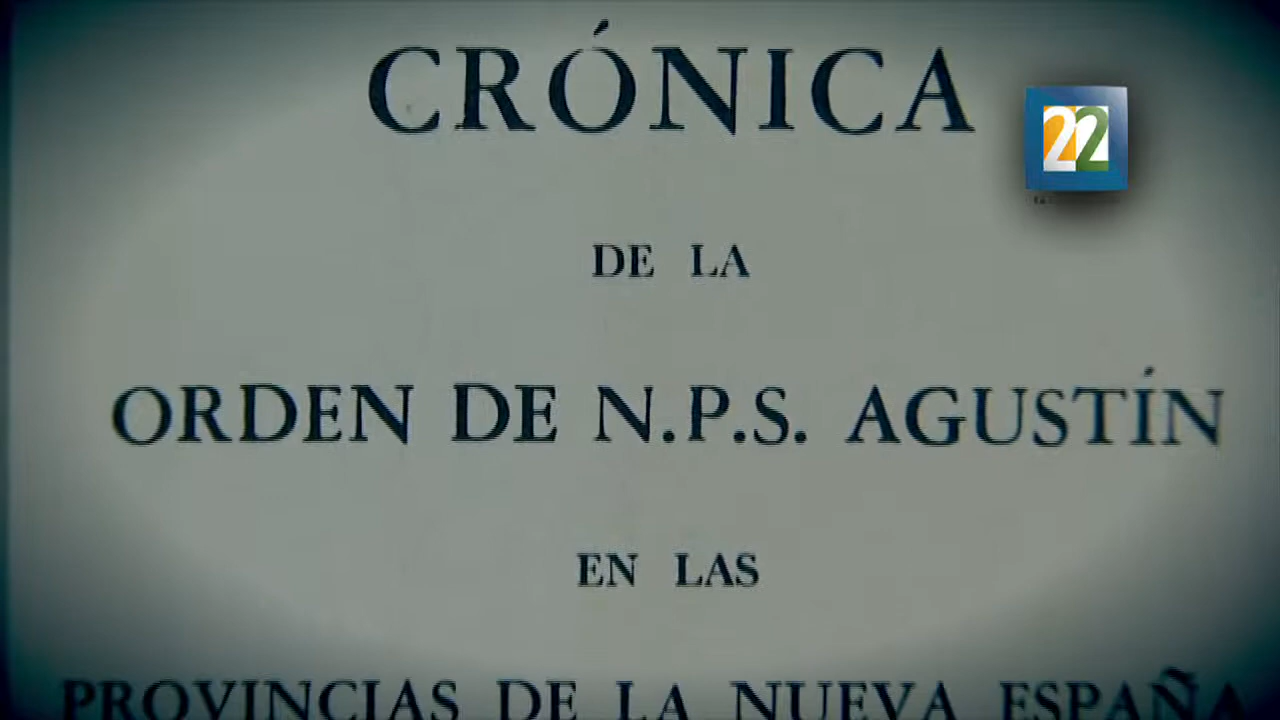 CRÓNICA
22
DE LA
ORDEN DE N.P.S. AGUSTÍN
EN LAS
PROVINCIAS DE LA NUEVA ESPAÑA